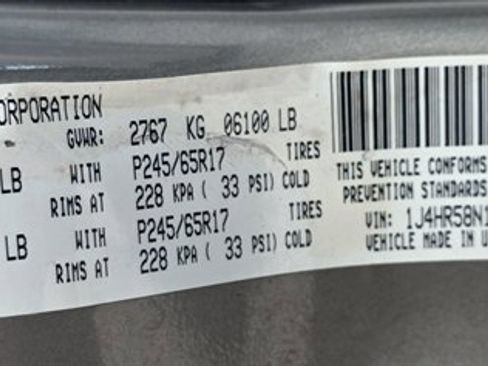 ORPORATION
GVWR: 2767 KG 06100 LB
LB WITH P245/65R17 TIRES
RIMS AT 228 KPA ( 33 PSI) COLD
LB WITH P245/65R17 TIRES
RIMS AT 228 KPA ( 33 PSI) COLD
THIS VEHICLE CONFORMS
PREVENTION STANDARDS
VIN: 1J4HR58N1
VEHICLE MADE IN U